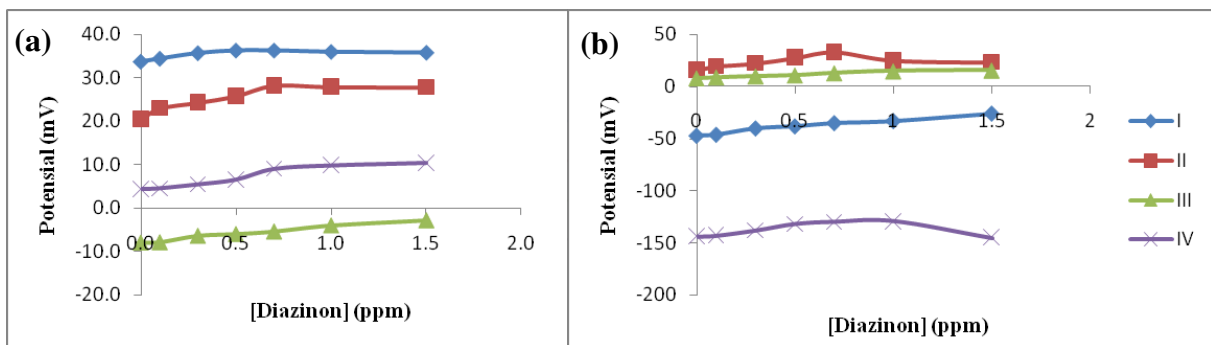 (a)
40.0
30.0
20.0
10.0
0.0
-10.0
-20.0
0.0 0.5 1.0 1.5 2.0
Potensial (mV)
[Diazinon] (ppm)
(b)
50
0
-50
-100
-150
-200
0 0.5 1 1.5 2
Potensial (mV)
[Diazinon] (ppm)
I
II
III
IV